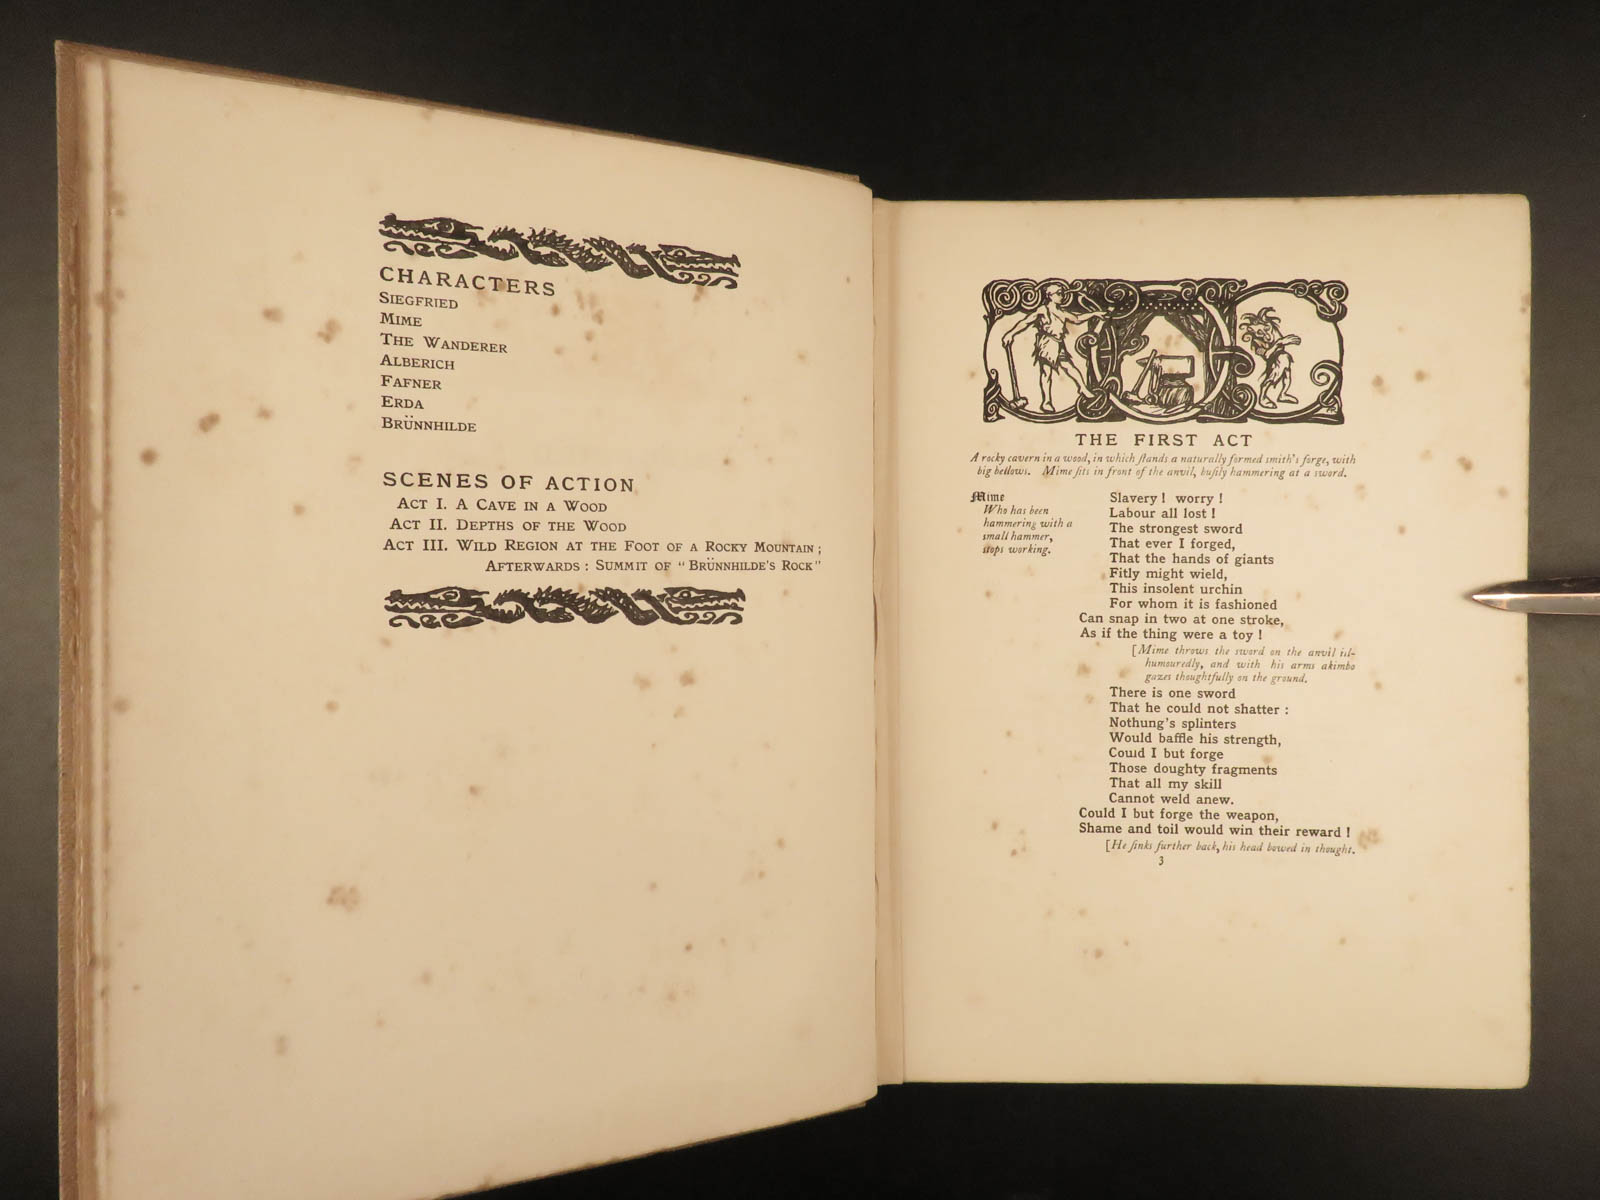 CHARACTERS
SIEGFRIED
MIME
THE WANDERER
ALBERICH
FAFNER
ERDA
BRÜNNHILDE
SCENES OF ACTION
ACT I. A CAVE IN A WOOD
ACT II. DEPTHS OF THE WOOD
ACT III. WILD REGION AT THE FOOT OF A ROCKY MOUNTAIN;
AFTERWARDS: SUMMIT OF "BRÜNNHILDE'S ROCK"
THE FIRST ACT
A rocky cavern in a wood, in which stands a naturally formed smith's forge, with
big bellows. Mime sits in front of the anvil, busily hammering at a sword.
Mime
Who has been
hammering with a
small hammer,
stops working.
Slavery! worry!
Labour all lost!
The strongest sword
That ever I forged,
That the hands of giants
Fitly might wield,
This insolent urchin
For whom it is fashioned
Can snap in two at one stroke,
As if the thing were a toy!
[Mime throws the sword on the anvil ill-
humouredly, and with his arms akimbo
gazes thoughtfully on the ground.
There is one sword
That he could not shatter:
Nothung's splinters
Would baffle his strength,
Could I but forge
Those doughty fragments
That all my skill
Cannot weld anew.
Could I but forge the weapon,
Shame and toil would win their reward!
[He sinks further back, his head bowed in thought.
3